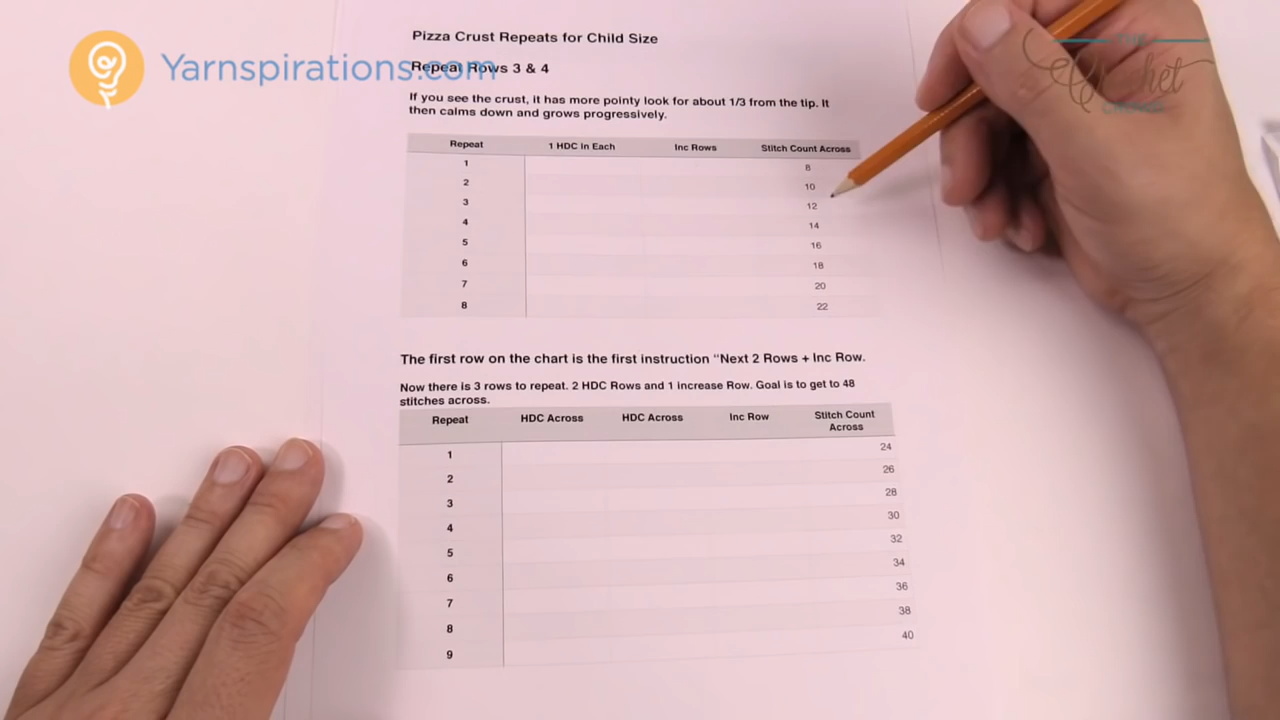 Yarnspirations.com
THE
Crochet
CROWD
Pizza Crust Repeats for Child Size
Repeat Rows 3 & 4
If you see the crust, it has more pointy look for about 1/3 from the tip. It
then calms down and grows progressively.
Repeat 1 HDC in Each Inc Rows Stitch Count Across
1 8
2 10
3 12
4 14
5 16
6 18
7 20
8 22
The first row on the chart is the first instruction "Next 2 Rows + Inc Row.
Now there is 3 rows to repeat. 2 HDC Rows and 1 increase Row. Goal is to get to 48
stitches across.
Repeat HDC Across HDC Across Inc Row Stitch Count
Across
1 24
2 26
3 28
4 30
5 32
6 34
7 36
8 38
9 40